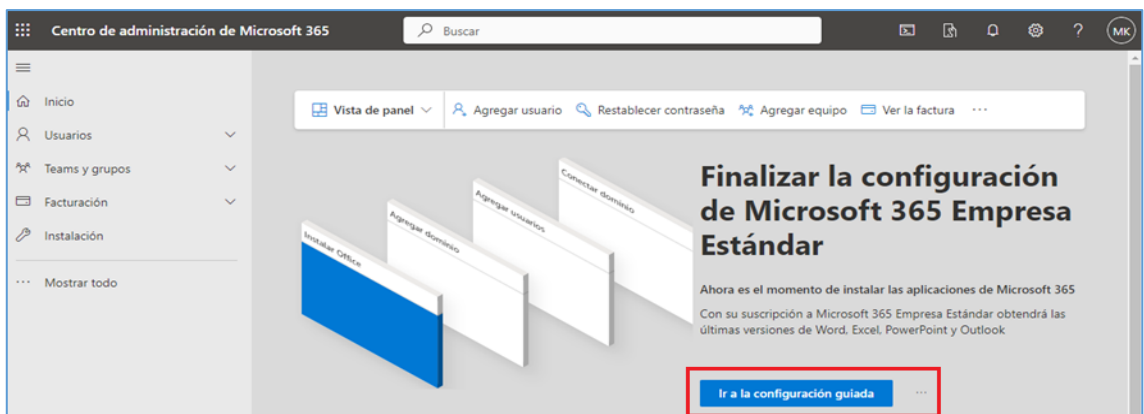 Centro de administración de Microsoft 365
Buscar
?
MK
Inicio
Usuarios
Teams y grupos
Facturación
Instalación
Mostrar todo
Vista de panel
Agregar usuario
Restablecer contraseña
Agregar equipo
Ver la factura
Instalar Office
Agregar dominio
Agregar usuarios
Conectar dominio
Finalizar la configuración
de Microsoft 365 Empresa
Estándar
Ahora es el momento de instalar las aplicaciones de Microsoft 365
Con su suscripción a Microsoft 365 Empresa Estándar obtendrá las
últimas versiones de Word, Excel, PowerPoint y Outlook
Ir a la configuración guiada